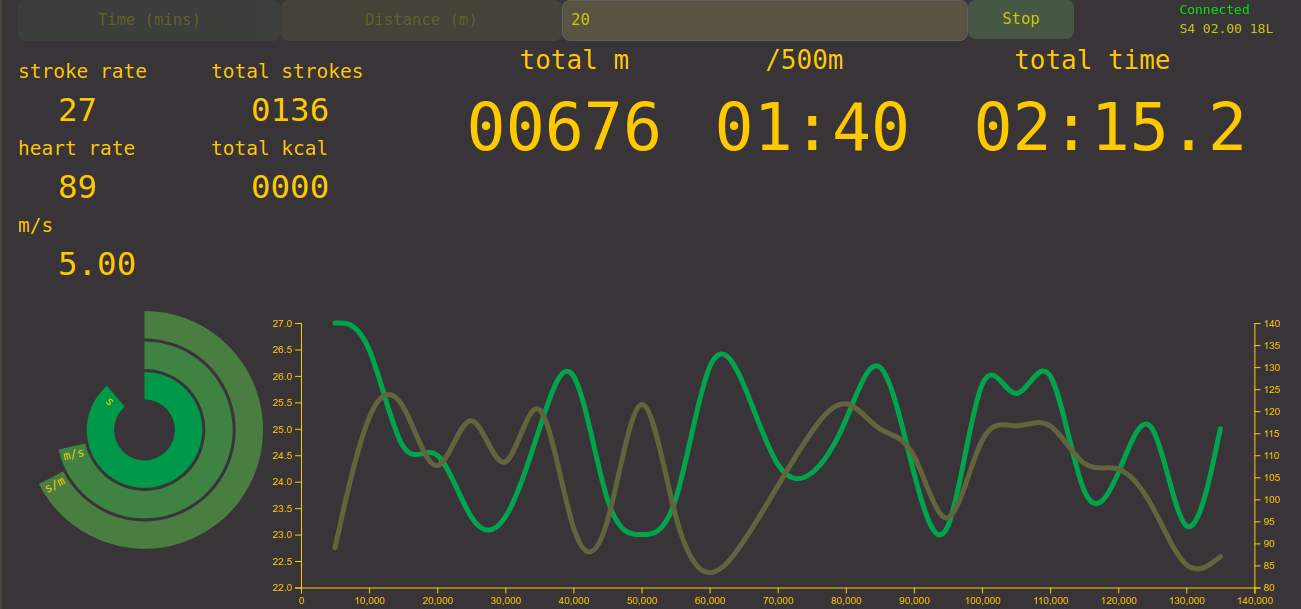 Time (mins) Distance (m) 20 Stop Connected
S4 02.00 18L
total m /500m total time
stroke rate total strokes
27 0136 00676 01:40 02:15.2
heart rate total kcal
89 0000
m/s
5.00
27.0 140
135
26.5 130
26.0 125
25.5 120
s
25.0 115
24.5 110
m/s
105
24.0
s/m
100
23.5 95
23.0 90
22.5 85
22.0 80
0 10,000 20,000 30,000 40,000 50,000 60,000 70,000 80,000 90,000 100,000 110,000 120,000 130,000 140,000